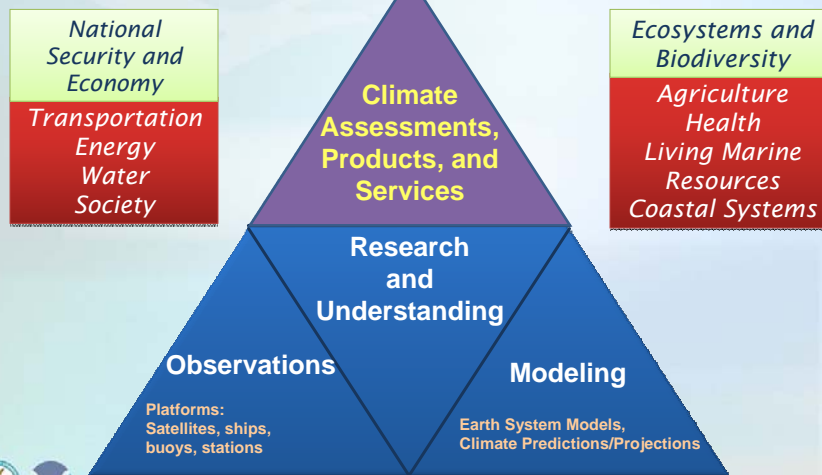 National
Security and
Economy
Transportation
Energy
Water
Society
Climate
Assessments,
Products, and
Services
Ecosystems and
Biodiversity
Agriculture
Health
Living Marine
Resources
Coastal Systems
Research
and
Understanding
Observations
Platforms:
Satellites, ships,
buoys, stations
Modeling
Earth System Models,
Climate Predictions/Projections